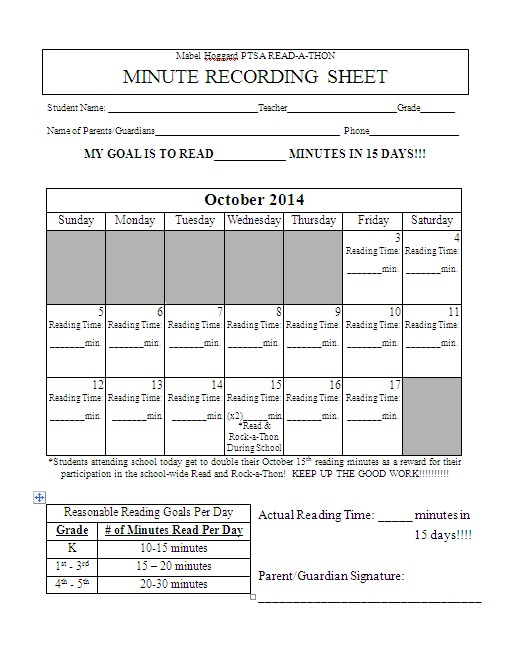 Mabel Hoggard PTSA READ-A-THON
MINUTE RECORDING SHEET
Student Name: ______________________________Teacher______________________Grade_______
Name of Parents/Guardians_____________________________________ Phone__________________
MY GOAL IS TO READ___________ MINUTES IN 15 DAYS!!!
October 2014
Sunday Monday Tuesday Wednesday Thursday Friday Saturday
3 4
Reading Time: Reading Time:
_______min. _______min.
5 6 7 8 9 10 11
Reading Time: Reading Time: Reading Time: Reading Time: Reading Time: Reading Time: Reading Time:
_______min. _______min. _______min. _______min. _______min. _______min. _______min.
12 13 14 15 16 17
Reading Time: Reading Time: Reading Time: Reading Time: Reading Time: Reading Time:
_______min. _______min. _______min. (x2)_____min _______min. _______min.
*Read &
Rock-a-Thon
During School
*Students attending school today get to double their October 15th reading minutes as a reward for their
participation in the school-wide Read and Rock-a-Thon! KEEP UP THE GOOD WORK!!!!!!!!!!
Reasonable Reading Goals Per Day
Grade # of Minutes Read Per Day
K 10-15 minutes
1st - 3rd 15 – 20 minutes
4th - 5th 20-30 minutes
Actual Reading Time: _____ minutes in
15 days!!!!
Parent/Guardian Signature:
__________________________________